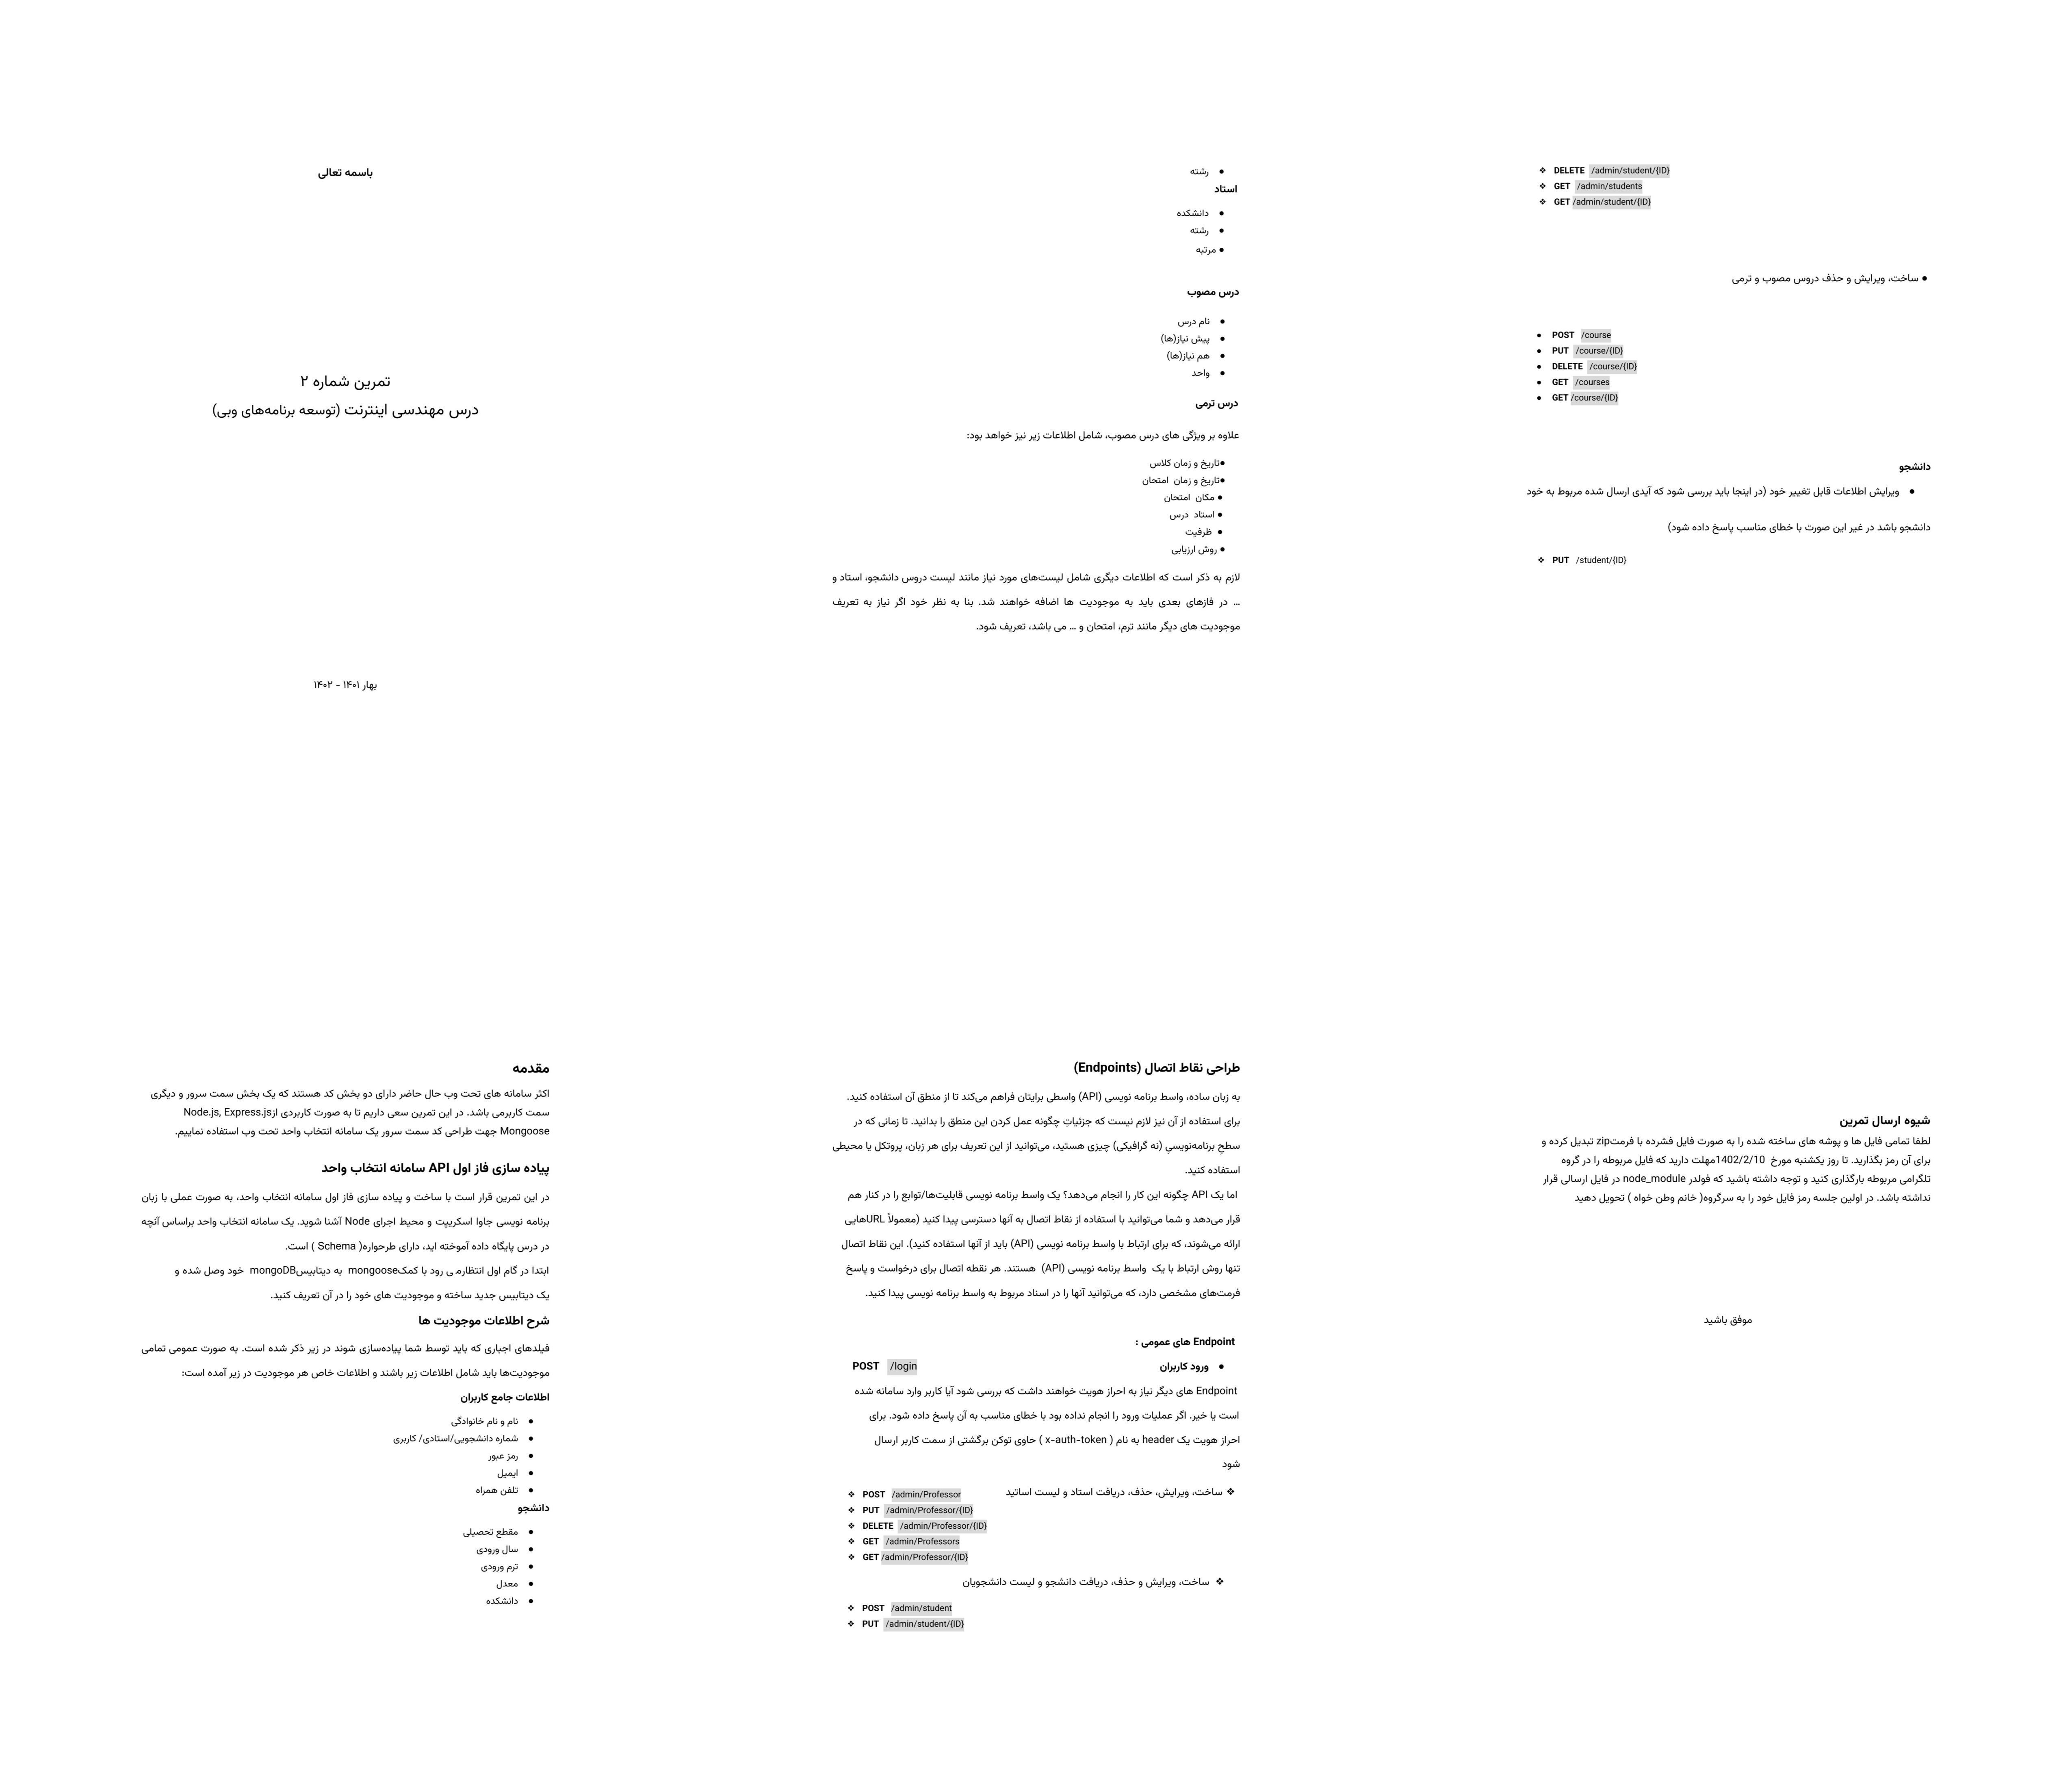 باسمه تعالی
تمرین شماره ۲
درس مهندسی اینترنت (توسعه برنامه‌های وبی)
بهار ۱۴۰۱ - ۱۴۰۲
مقدمه
اکثر سامانه های تحت وب حال حاضر دارای دو بخش کد هستند که یک بخش سمت سرور و دیگری
سمت کاربرمی باشد. در این تمرین سعی داریم تا به صورت کاربردی ازNode.js, Express.js
Mongoose جهت طراحی کد سمت سرور یک سامانه انتخاب واحد تحت وب استفاده نماییم.
پیاده سازی فاز اول API سامانه انتخاب واحد
در این تمرین قرار است با ساخت و پیاده سازی فاز اول سامانه انتخاب واحد، به صورت عملی با زبان
برنامه نویسی جاوا اسکریپت و محیط اجرای Node آشنا شوید. یک سامانه انتخاب واحد براساس آنچه
در درس پایگاه داده آموخته اید، دارای طرحواره( Schema ) است.
ابتدا در گام اول انتظارمی رود با کمکmongoose به دیتابیسmongoDB خود وصل شده و
یک دیتابیس جدید ساخته و موجودیت های خود را در آن تعریف کنید.
شرح اطلاعات موجودیت ها
فیلدهای اجباری که باید توسط شما پیاده‌سازی شوند در زیر ذکر شده است. به صورت عمومی تمامی
موجودیت‌ها باید شامل اطلاعات زیر باشند و اطلاعات خاص هر موجودیت در زیر آمده است:
اطلاعات جامع کاربران
● نام و نام خانوادگی
● شماره دانشجویی/استادی/ کاربری
● رمز عبور
● ایمیل
● تلفن همراه
دانشجو
● مقطع تحصیلی
● سال ورودی
● ترم ورودی
● معدل
● دانشکده
● رشته
استاد
● دانشکده
● رشته
● مرتبه
درس مصوب
● نام درس
● پیش نیاز(ها)
● هم نیاز(ها)
● واحد
درس ترمی
علاوه بر ویژگی های درس مصوب، شامل اطلاعات زیر نیز خواهد بود:
●تاریخ و زمان کلاس
●تاریخ و زمان امتحان
● مکان امتحان
● استاد درس
● ظرفیت
● روش ارزیابی
لازم به ذکر است که اطلاعات دیگری شامل لیست‌های مورد نیاز مانند لیست دروس دانشجو، استاد و
... در فازهای بعدی باید به موجودیت ها اضافه خواهند شد. بنا به نظر خود اگر نیاز به تعریف
موجودیت های دیگر مانند ترم، امتحان و ... می باشد، تعریف شود.
طراحی نقاط اتصال (Endpoints)
به زبان ساده، واسط برنامه نویسی (API) واسطی برایتان فراهم می‌کند تا از منطق آن استفاده کنید.
برای استفاده از آن نیز لازم نیست که جزئیاتِ چگونه عمل کردن این منطق را بدانید. تا زمانی که در
سطحِ برنامه‌نویسیِ (نه گرافیکی) چیزی هستید، می‌توانید از این تعریف برای هر زبان، پروتکل یا محیطی
استفاده کنید.
اما یک API چگونه این کار را انجام می‌دهد؟ یک واسط برنامه نویسی قابلیت‌ها/توابع را در کنار هم
قرار می‌دهد و شما می‌توانید با استفاده از نقاط اتصال به آنها دسترسی پیدا کنید (معمولاً URLهایی
ارائه می‌شوند، که برای ارتباط با واسط برنامه نویسی (API) باید از آنها استفاده کنید). این نقاط اتصال
تنها روش ارتباط با یک واسط برنامه نویسی (API) هستند. هر نقطه اتصال برای درخواست و پاسخ
فرمت‌های مشخصی دارد، که می‌توانید آنها را در اسناد مربوط به واسط برنامه نویسی پیدا کنید.
Endpoint های عمومی :
● ورود کاربران POST /login
Endpoint های دیگر نیاز به احراز هویت خواهند داشت که بررسی شود آیا کاربر وارد سامانه شده
است یا خیر. اگر عملیات ورود را انجام نداده بود با خطای مناسب به آن پاسخ داده شود. برای
احراز هویت یک header به نام ( x-auth-token ) حاوی توکن برگشتی از سمت کاربر ارسال
شود
❖ ساخت، ویرایش، حذف، دریافت استاد و لیست اساتید
❖ POST /admin/Professor
❖ PUT /admin/Professor/{ID}
❖ DELETE /admin/Professor/{ID}
❖ GET /admin/Professors
❖ GET /admin/Professor/{ID}
❖ ساخت، ویرایش و حذف، دریافت دانشجو و لیست دانشجویان
❖ POST /admin/student
❖ PUT /admin/student/{ID}
❖ DELETE /admin/student/{ID}
❖ GET /admin/students
❖ GET /admin/student/{ID}
● ساخت، ویرایش و حذف دروس مصوب و ترمی
● POST /course
● PUT /course/{ID}
● DELETE /course/{ID}
● GET /courses
● GET /course/{ID}
دانشجو
● ویرایش اطلاعات قابل تغییر خود (در اینجا باید بررسی شود که آیدی ارسال شده مربوط به خود
دانشجو باشد در غیر این صورت با خطای مناسب پاسخ داده شود)
❖ PUT /student/{ID}
شیوه ارسال تمرین
لطفا تمامی فایل ها و پوشه های ساخته شده را به صورت فایل فشرده با فرمتzip تبدیل کرده و
برای آن رمز بگذارید. تا روز یکشنبه مورخ 1402/2/10مهلت دارید که فایل مربوطه را در گروه
تلگرامی مربوطه بارگذاری کنید و توجه داشته باشید که فولدر node_module در فایل ارسالی قرار
نداشته باشد. در اولین جلسه رمز فایل خود را به سرگروه( خانم وطن خواه ) تحویل دهید
موفق باشید